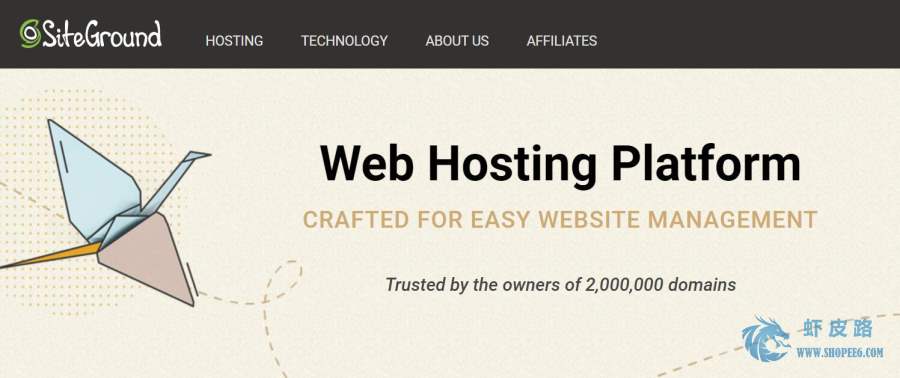 SiteGround
HOSTING TECHNOLOGY ABOUT US AFFILIATES
Web Hosting Platform
CRAFTED FOR EASY WEBSITE MANAGEMENT
Trusted by the owners of 2,000,000 domains
虾皮路
WWW.SHOPEE6.COM